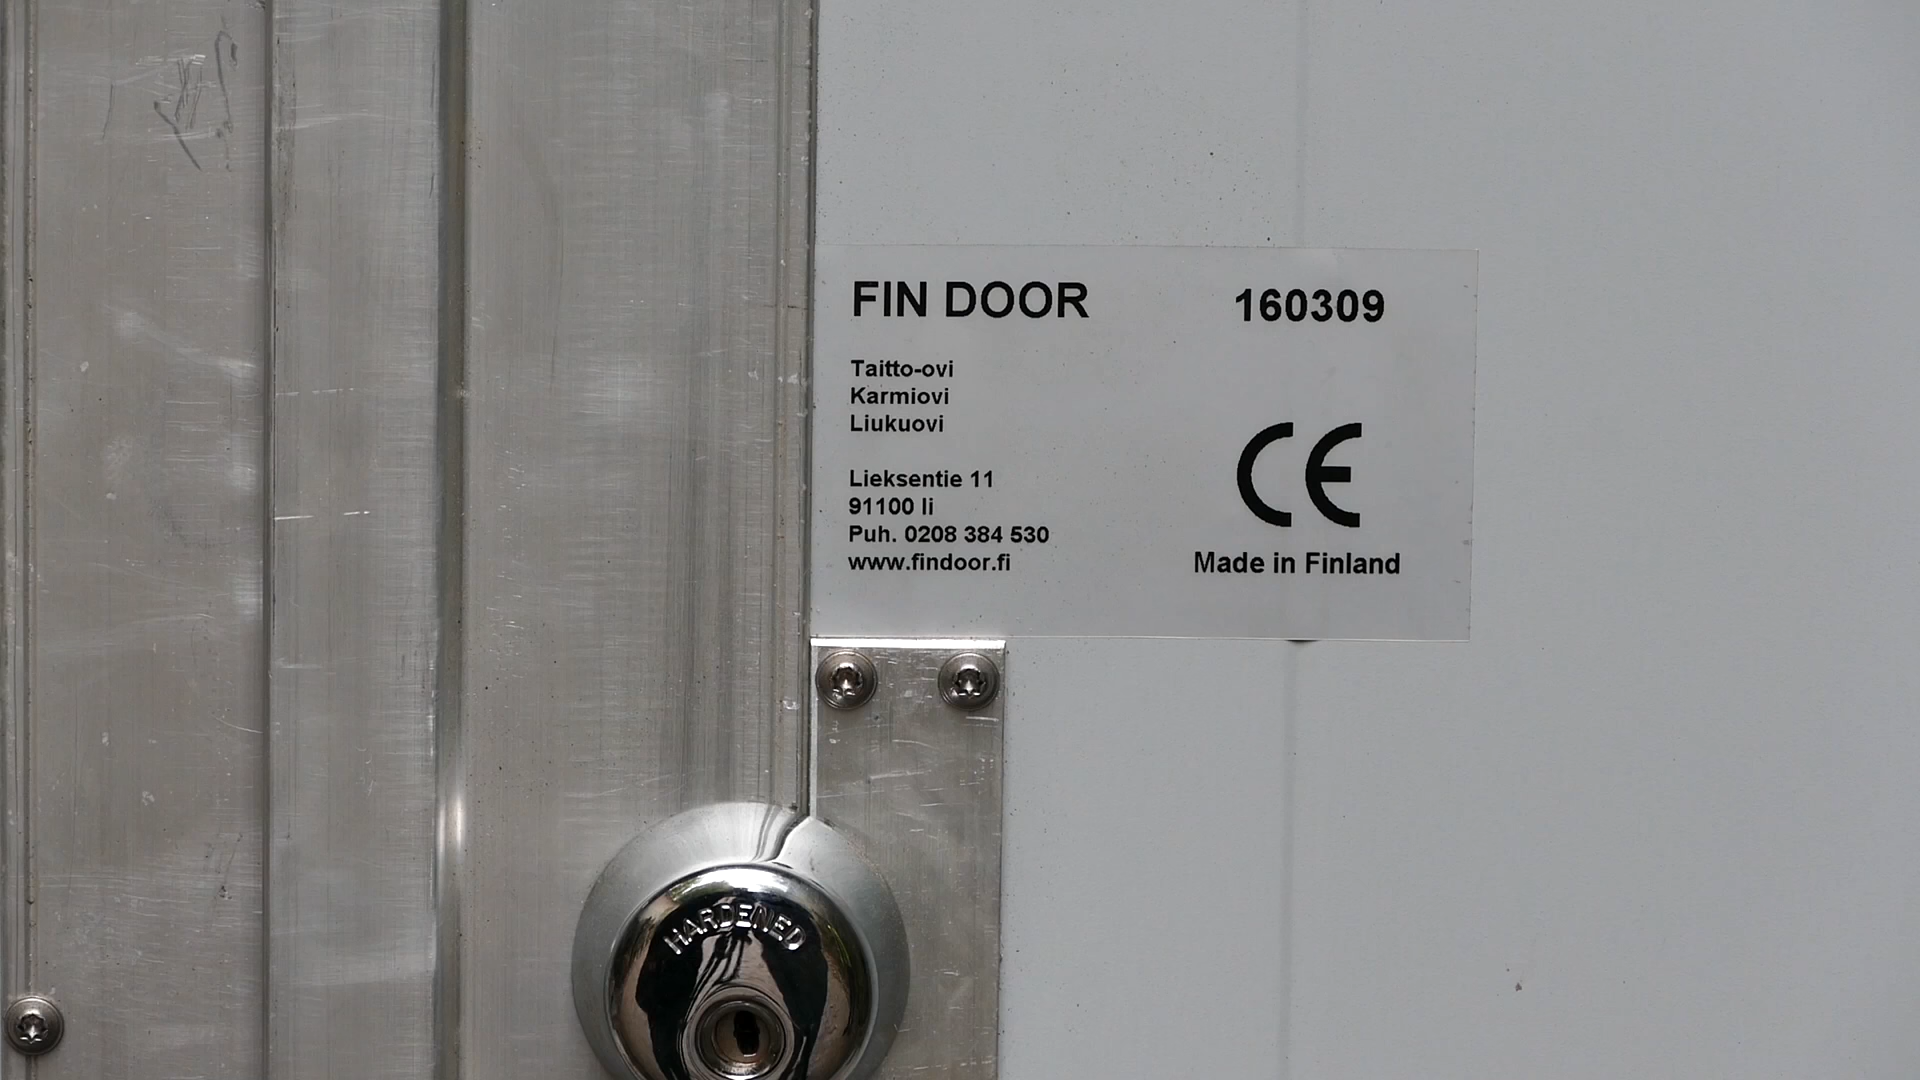 FIN DOOR 160309
Taitto-ovi
Karmiovi
Liukuovi
Lieksentie 11
91100 Ii
Puh. 0208 384 530
www.findoor.fi
CE
Made in Finland
HARDENED